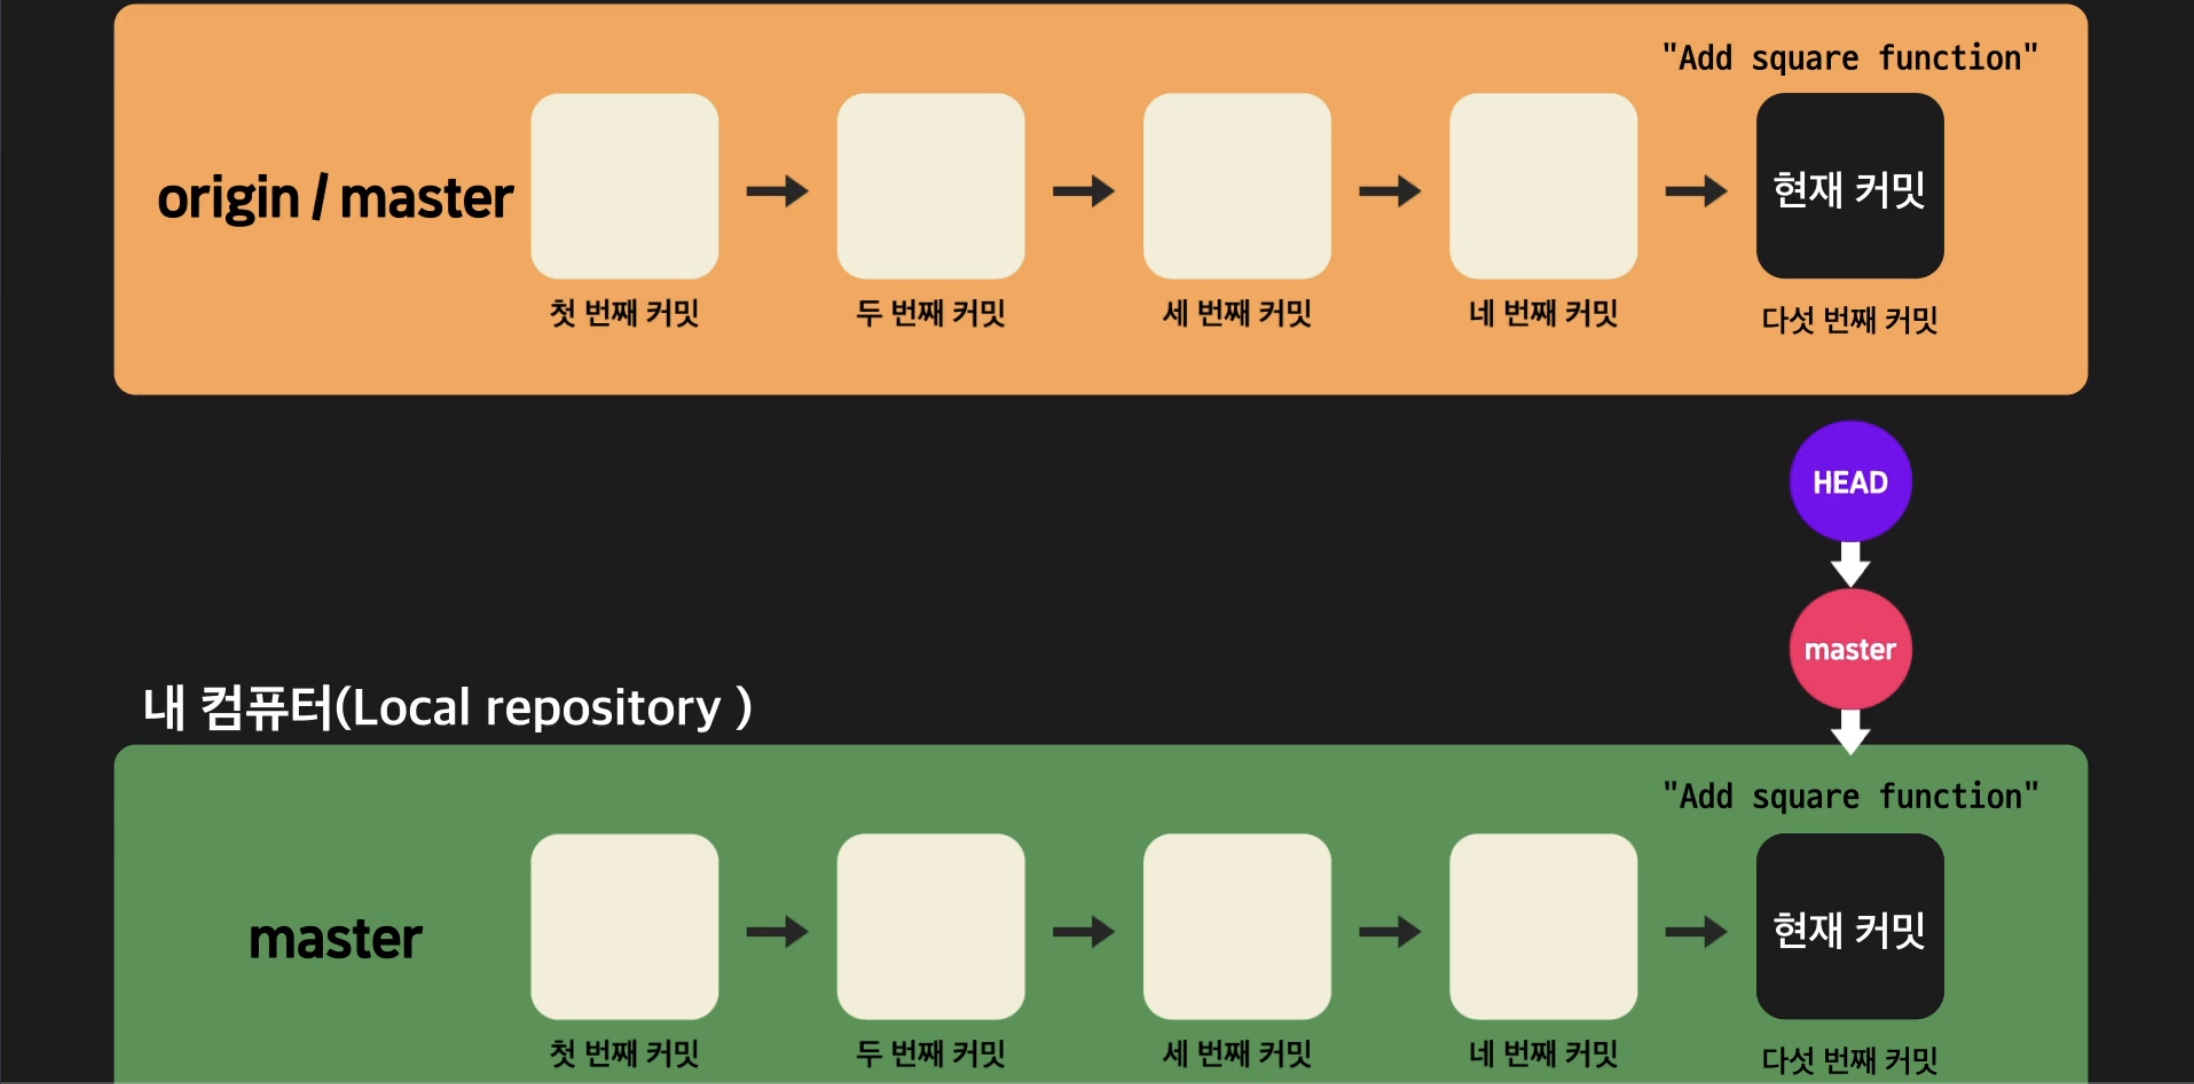 "Add square function"
origin / master
현재 커밋
첫 번째 커밋
두 번째 커밋
세 번째 커밋
네 번째 커밋
다섯 번째 커밋
HEAD
master
내 컴퓨터(Local repository )
"Add square function"
master
현재 커밋
첫 번째 커밋
두 번째 커밋
세 번째 커밋
네 번째 커밋
다섯 번째 커밋